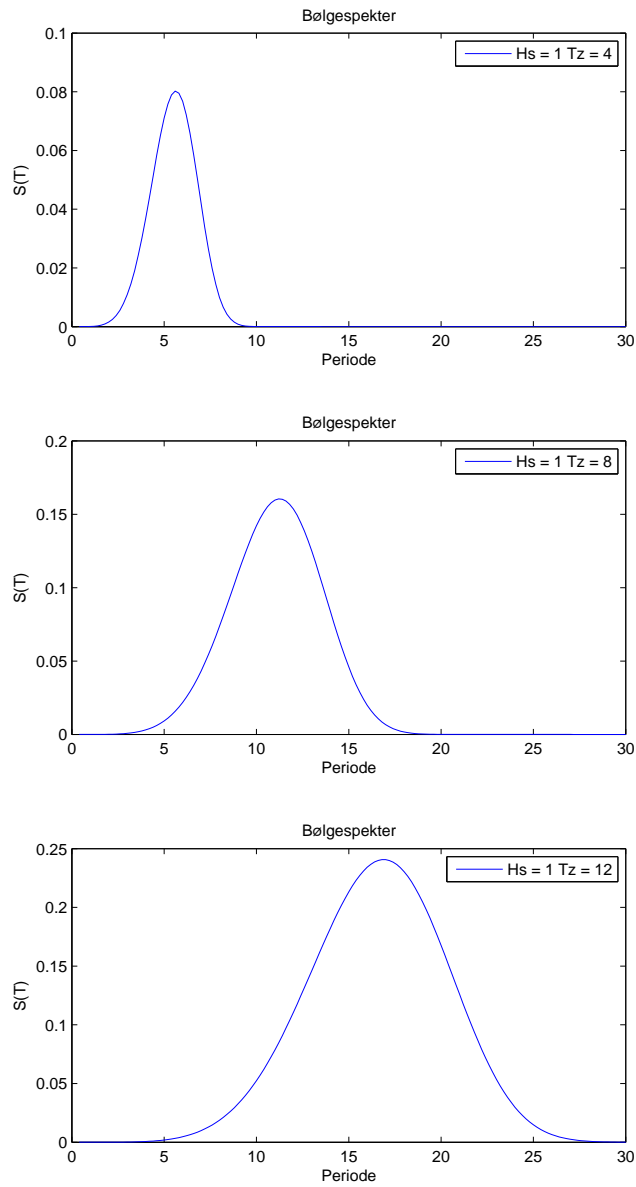 Bølgespekter
Hs = 1 Tz = 4
0.1
0.08
0.06
0.04
0.02
0
S(T)
0 5 10 15 20 25 30
Periode
Bølgespekter
Hs = 1 Tz = 8
0.2
0.15
0.1
0.05
0
S(T)
0 5 10 15 20 25 30
Periode
Bølgespekter
Hs = 1 Tz = 12
0.25
0.2
0.15
0.1
0.05
0
S(T)
0 5 10 15 20 25 30
Periode